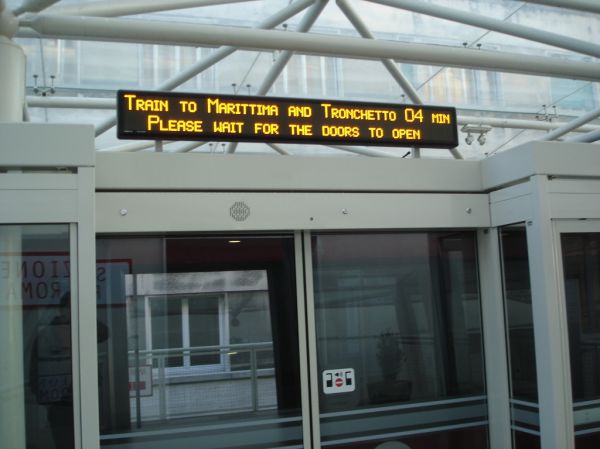 Train to Marittima and Tronchetto 04 min
Please wait for the doors to open